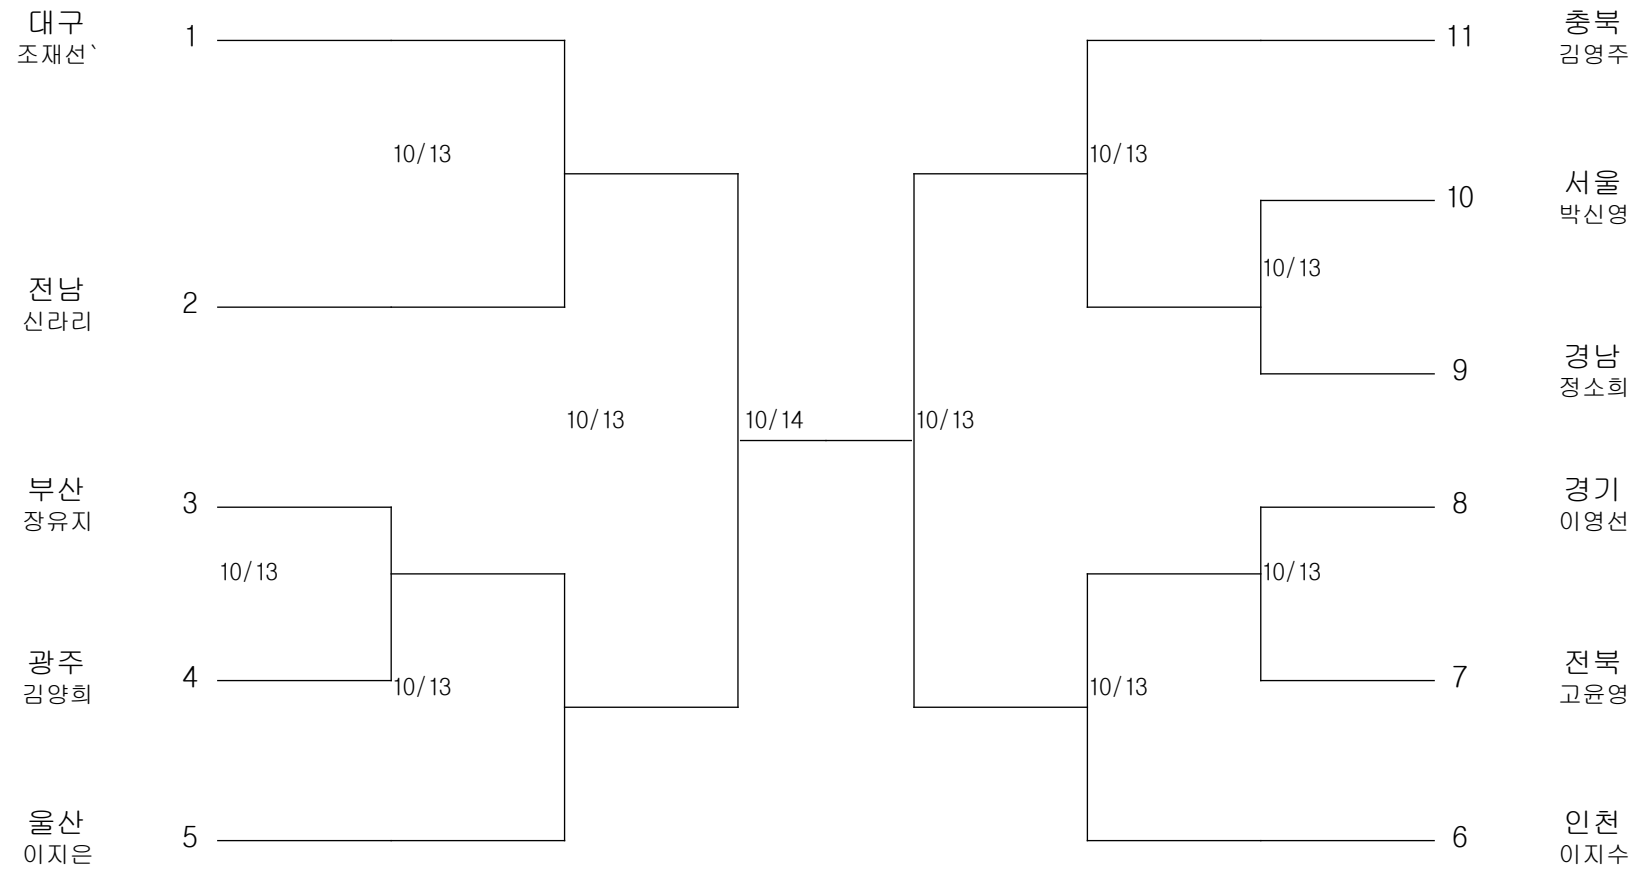 대구
조재선`
1
10/13
전남
신라리
2
10/13
부산
장유지
3
10/13
광주
김양희
4
10/13
울산
이지은
5
10/14
10/13
11
충북
김영주
10/13
10
서울
박신영
10/13
9
경남
정소희
8
경기
이영선
10/13
7
전북
고윤영
10/13
6
인천
이지수